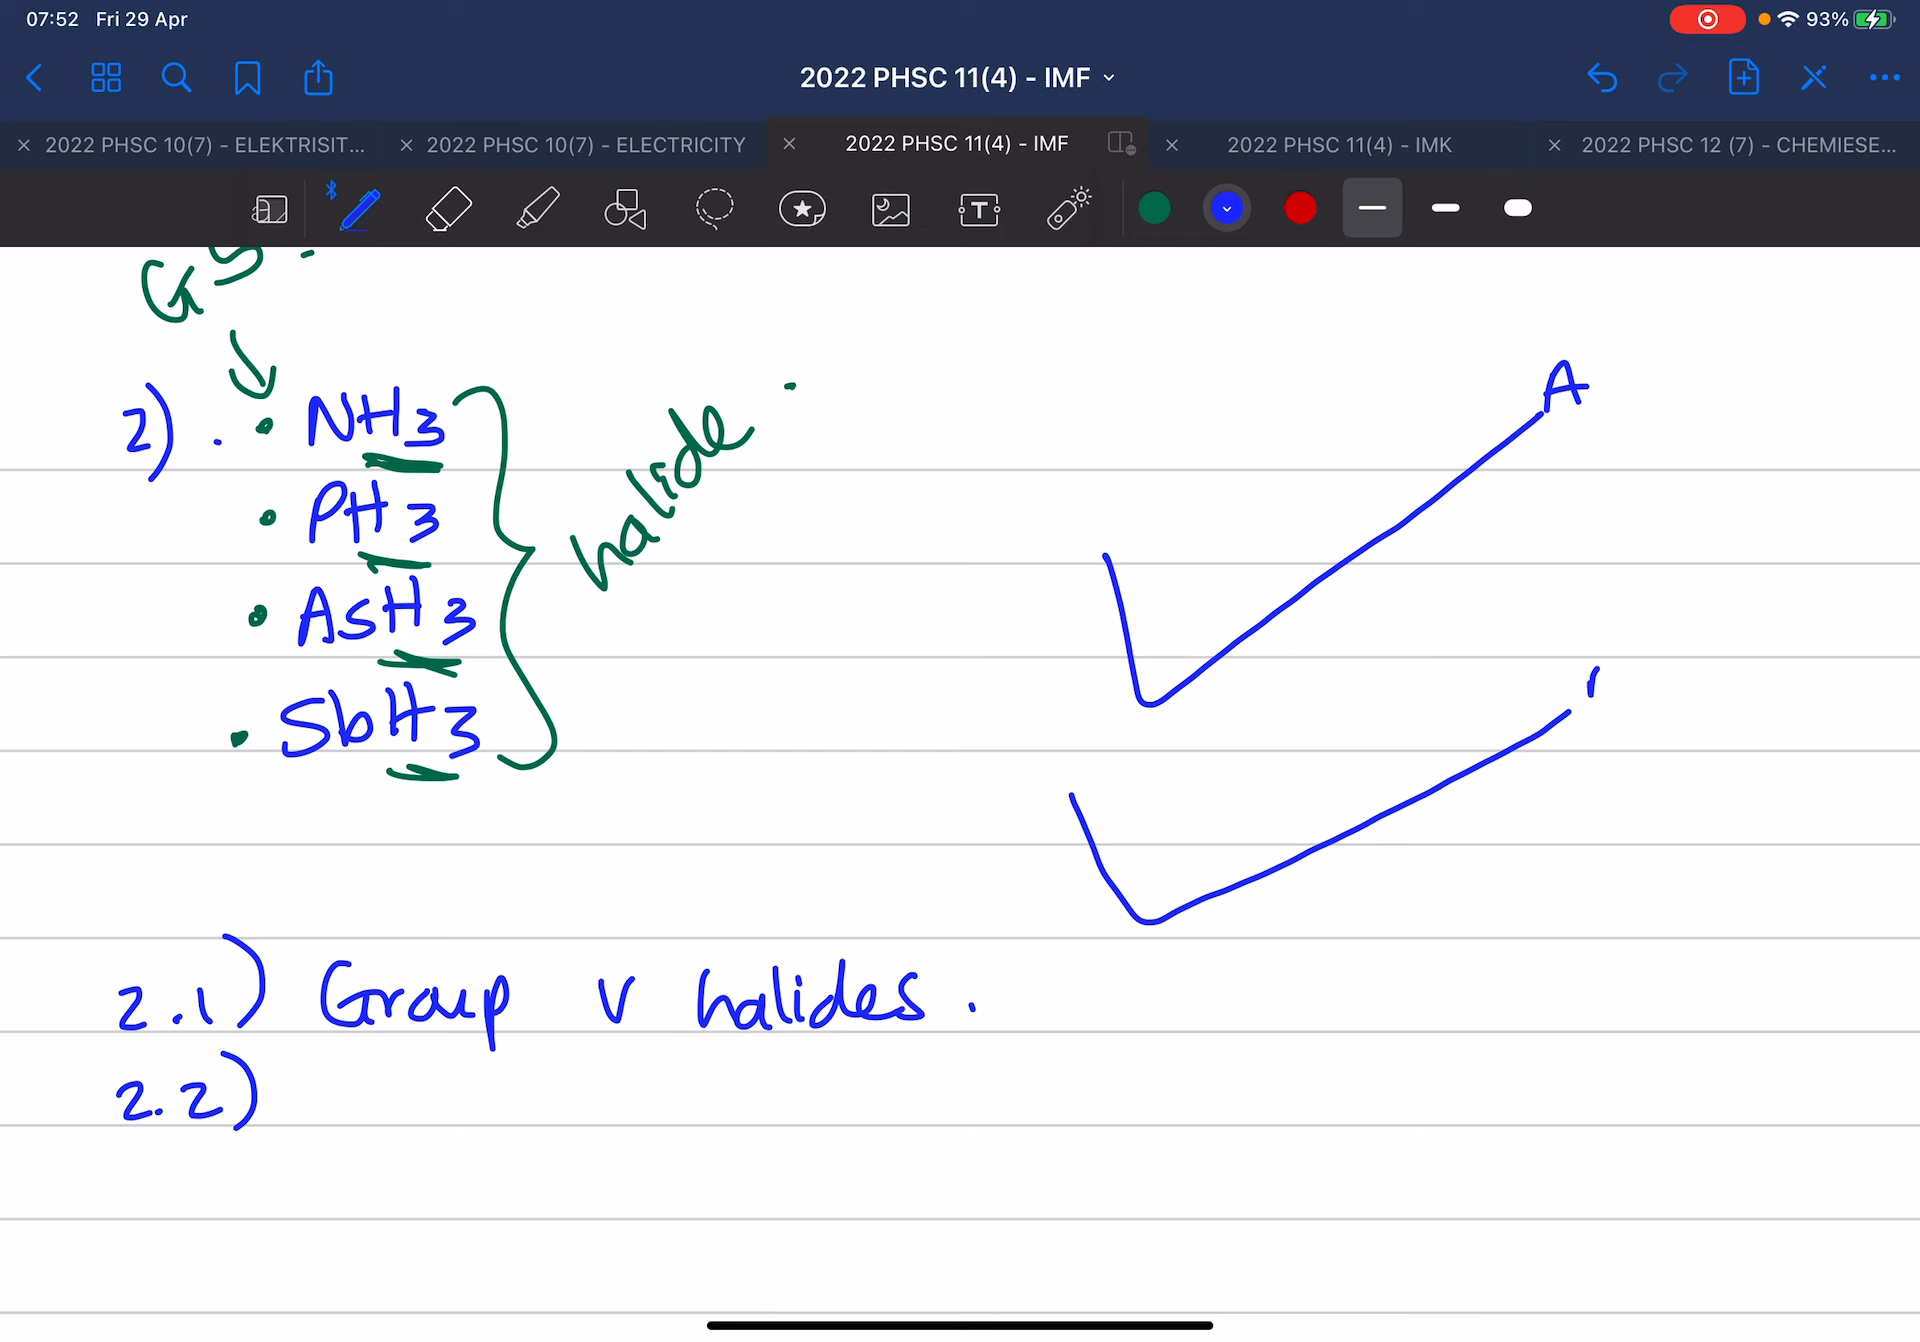 07:52 Fri 29 Apr 93%
2022 PHSC 11(4) - IMF
2022 PHSC 10(7) - ELEKTRISIT... 2022 PHSC 10(7) - ELECTRICITY 2022 PHSC 11(4) - IMF 2022 PHSC 11(4) - IMK 2022 PHSC 12 (7) - CHEMIESE...
T
G5
2) . • NH3
• PH3
• AsH3
• SbH3
halide
A
2.1) Group V halides.
2.2)